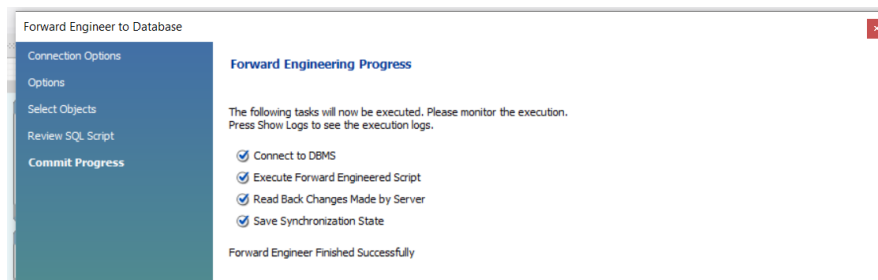 Forward Engineer to Database
Connection Options
Options
Select Objects
Review SQL Script
Commit Progress
Forward Engineering Progress
The following tasks will now be executed. Please monitor the execution.
Press Show Logs to see the execution logs.
Connect to DBMS
Execute Forward Engineered Script
Read Back Changes Made by Server
Save Synchronization State
Forward Engineer Finished Successfully